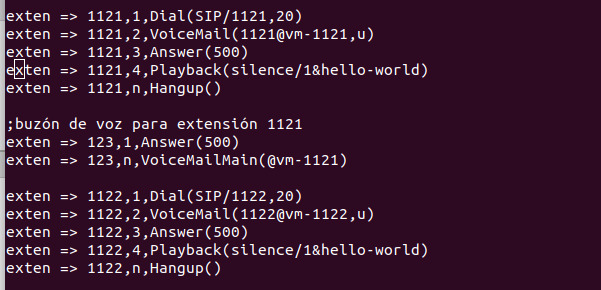 exten => 1121,1,Dial(SIP/1121,20)
exten => 1121,2,VoiceMail(1121@vm-1121,u)
exten => 1121,3,Answer(500)
exten => 1121,4,Playback(silence/1&hello-world)
exten => 1121,n,Hangup()
;buzón de voz para extensión 1121
exten => 123,1,Answer(500)
exten => 123,n,VoiceMailMain(@vm-1121)
exten => 1122,1,Dial(SIP/1122,20)
exten => 1122,2,VoiceMail(1122@vm-1122,u)
exten => 1122,3,Answer(500)
exten => 1122,4,Playback(silence/1&hello-world)
exten => 1122,n,Hangup()